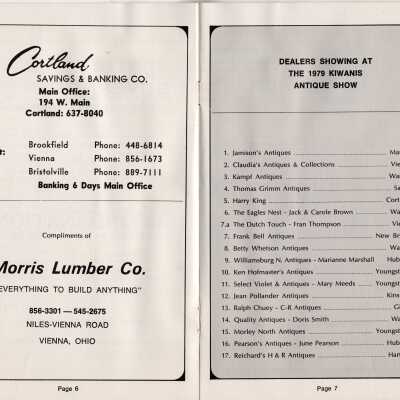 Cortland
SAVINGS & BANKING CO.
Main Office:
194 W. Main
Cortland: 637-8040
Brookfield Phone: 448-6814
Vienna Phone: 856-1673
Bristolville Phone: 889-7111
Banking 6 Days Main Office
Compliments of
Morris Lumber Co.
EVERYTHING TO BUILD ANYTHING"
856-3301 — 545-2675
NILES-VIENNA ROAD
VIENNA, OHIO
Page 6
DEALERS SHOWING AT
THE 1979 KIWANIS
ANTIQUE SHOW
1. Jamison's Antiques
2. Claudia's Antiques & Collections
3. Kampf Antiques
4. Thomas Grimm Antiques
5. Harry King
6. The Eagles Nest - Jack & Carole Brown
7.a The Dutch Touch - Fran Thompson
7. Frank Bell Antiques
8. Betty Whetson Antiques
9. Williamsburg N, Antiques - Marianne Marshall
10. Ken Hofmaster's Antiques
11. Select Violet & Antiques - Mary Meeds
12. Jean Pollander Antiques
13. Ralph Chuey - C-R Antiques
14. Quality Antiques - Doris Smith
15. Morley North Antiques
16. Pearson's Antiques - June Pearson
17. Reichard's H & R Antiques
Page 7